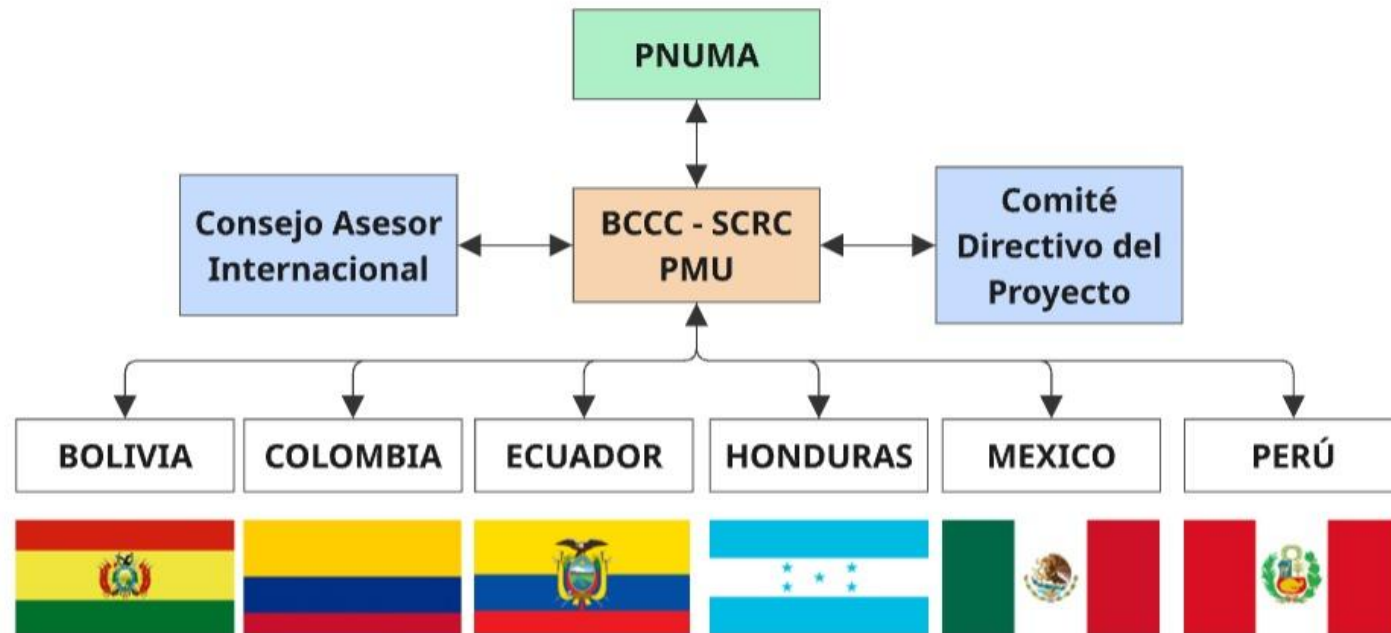 PNUMA
Consejo Asesor
Internacional
BCCC - SCRC
PMU
Comité
Directivo del
Proyecto
BOLIVIA
COLOMBIA
ECUADOR
HONDURAS
MEXICO
PERÚ